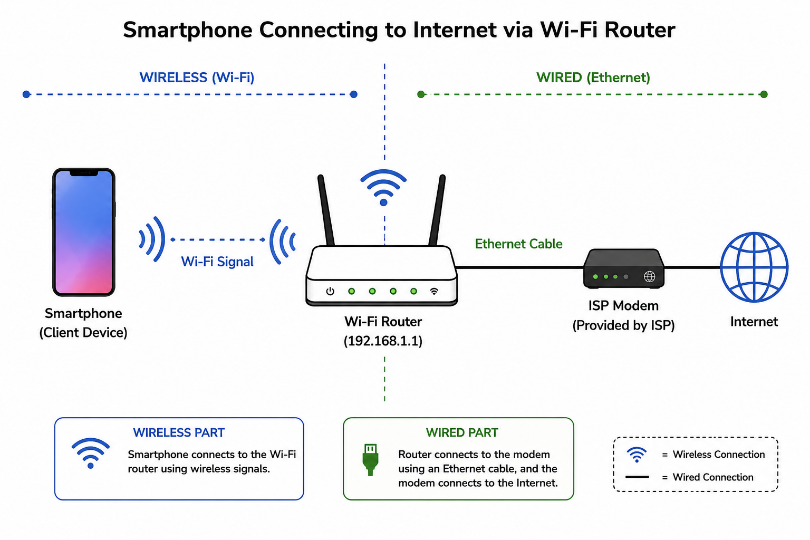 Smartphone Connecting to Internet via Wi-Fi Router
WIRELESS (Wi-Fi)
WIRED (Ethernet)
Wi-Fi Signal
Ethernet Cable
Smartphone
(Client Device)
Wi-Fi Router
(192.168.1.1)
ISP Modem
(Provided by ISP)
Internet
WIRELESS PART
Smartphone connects to the Wi-Fi
router using wireless signals.
WIRED PART
Router connects to the modem
using an Ethernet cable, and the
modem connects to the Internet.
= Wireless Connection
= Wired Connection